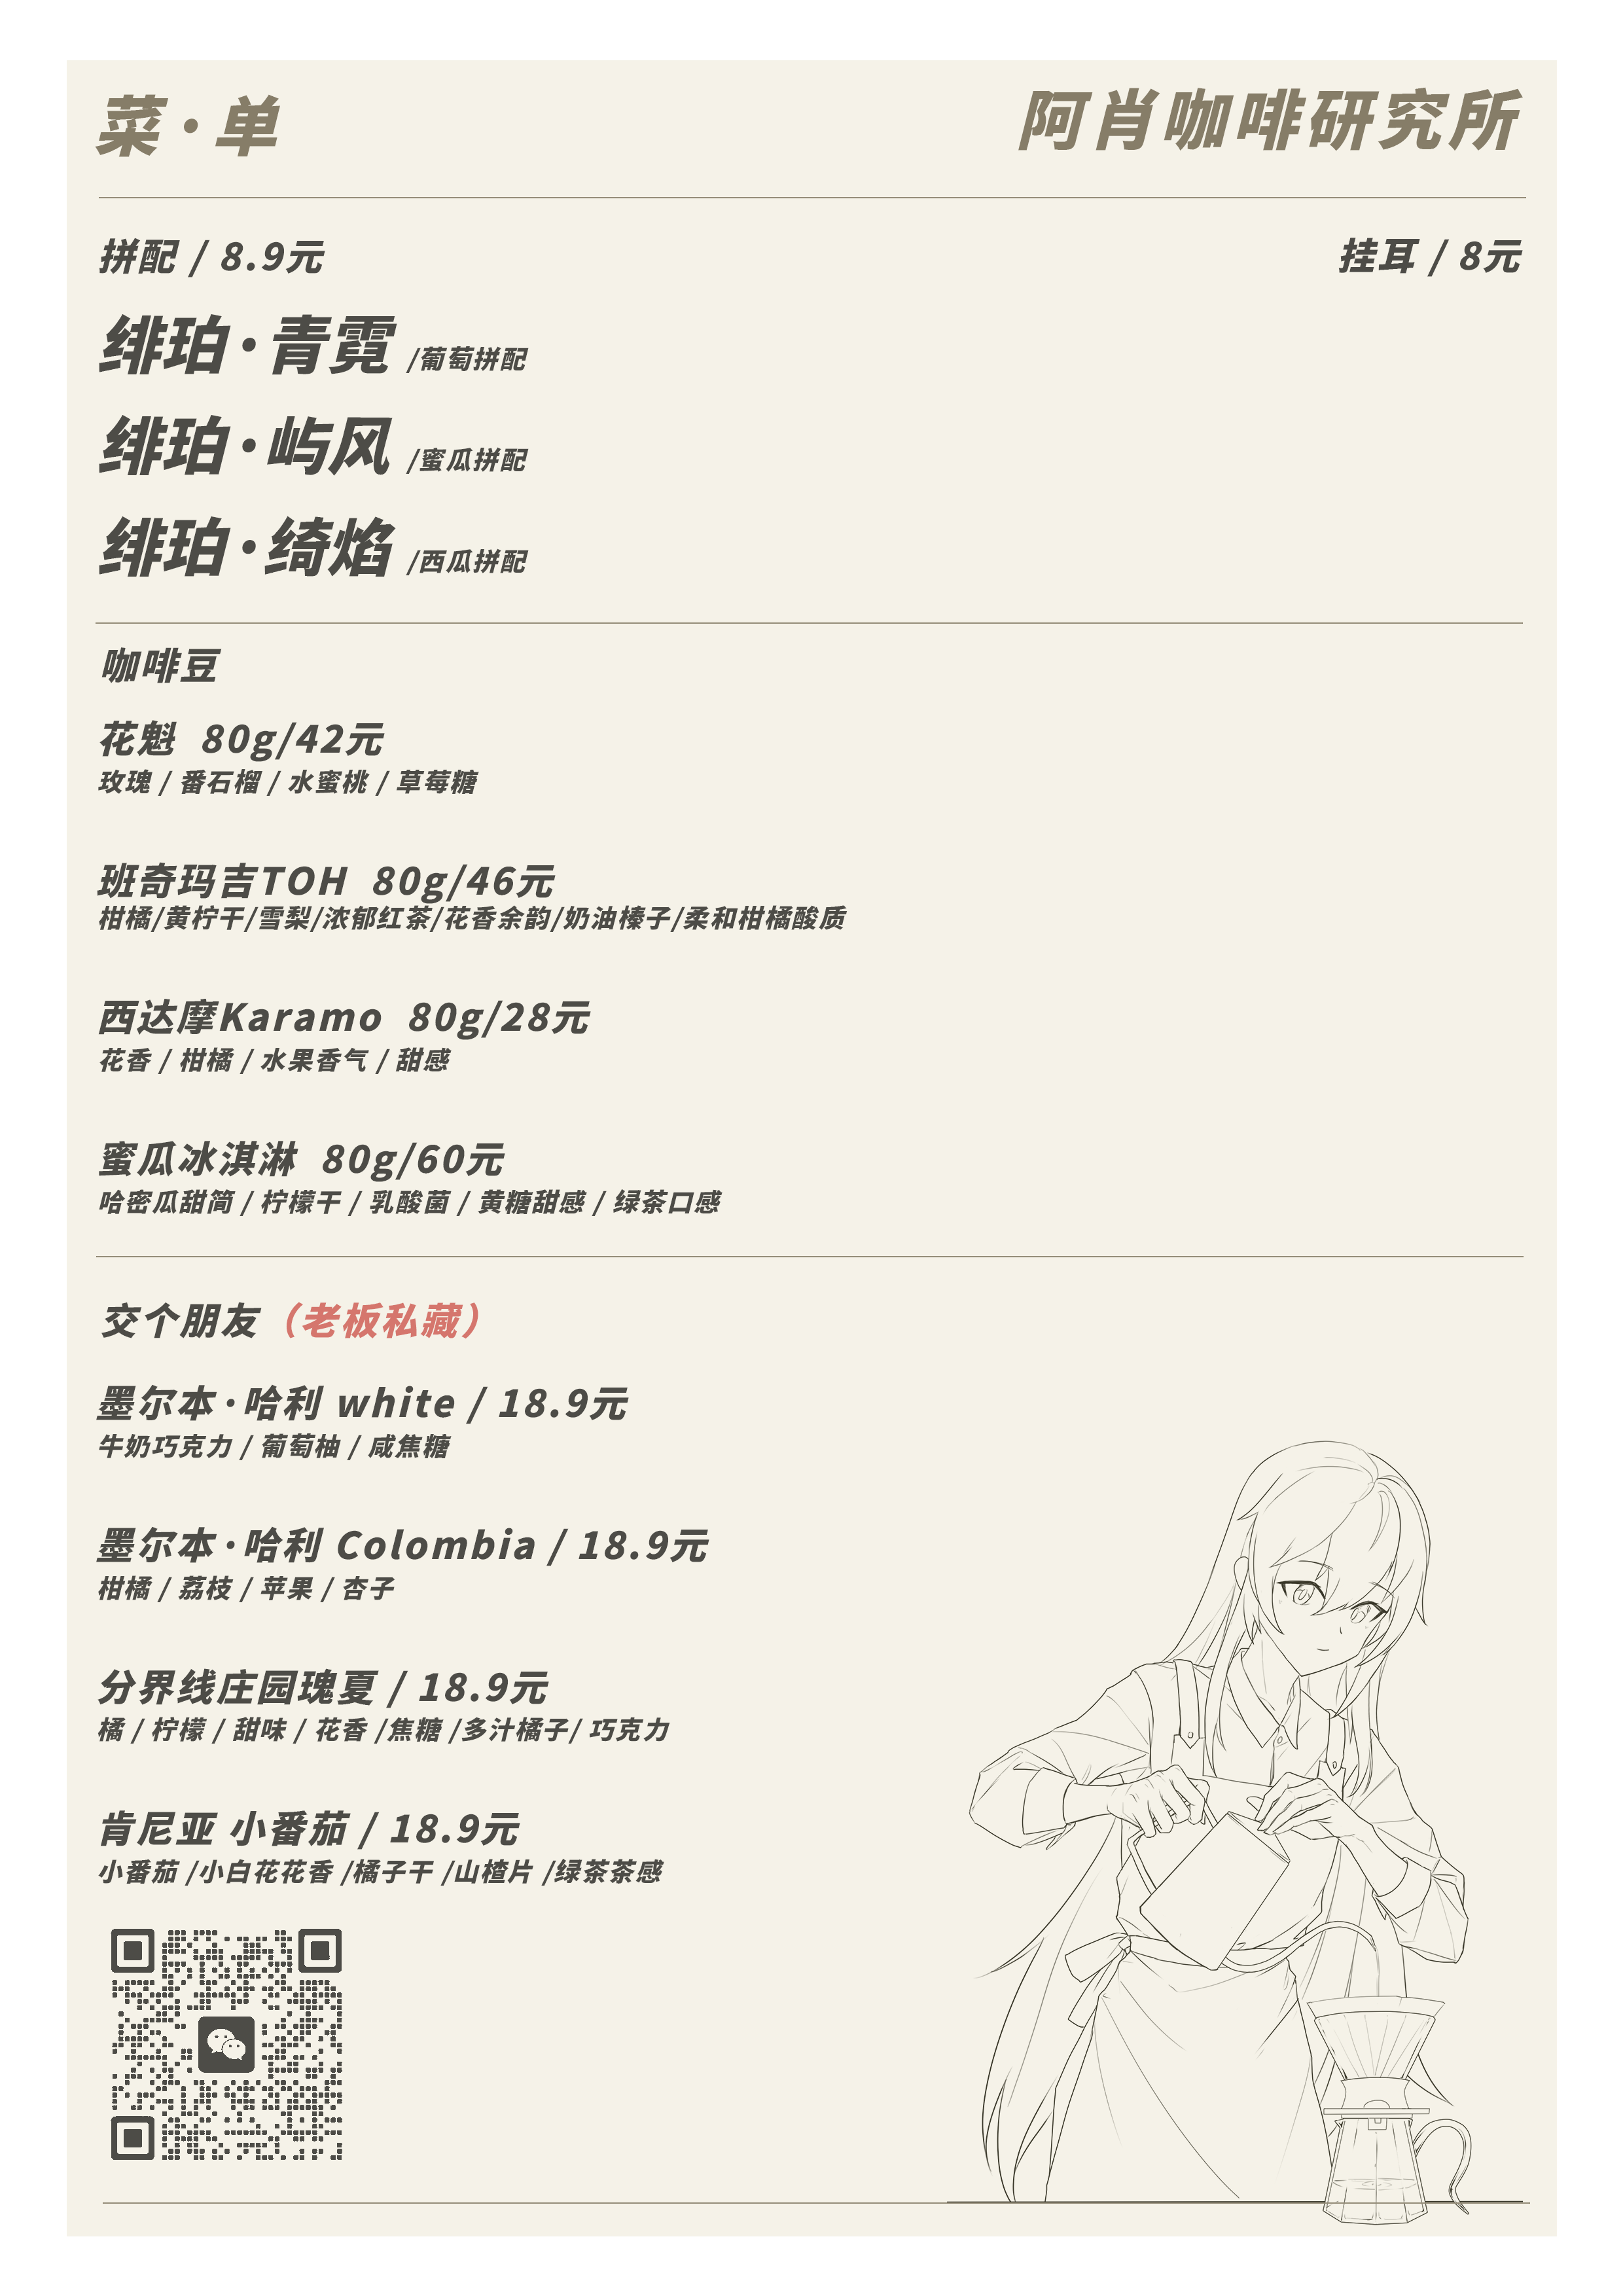 菜·单
阿肖咖啡研究所
拼配 / 8.9元
挂耳 / 8元
绯珀·青霓 /葡萄拼配
绯珀·屿风 /蜜瓜拼配
绯珀·绮焰 /西瓜拼配
咖啡豆
花魁 80g/42元
玫瑰 / 番石榴 / 水蜜桃 / 草莓糖
班奇玛吉TOH 80g/46元
柑橘/黄柠干/雪梨/浓郁红茶/花香余韵/奶油榛子/柔和柑橘酸质
西达摩Karamo 80g/28元
花香 / 柑橘 / 水果香气 / 甜感
蜜瓜冰淇淋 80g/60元
哈密瓜甜简 / 柠檬干 / 乳酸菌 / 黄糖甜感 / 绿茶口感
交个朋友（老板私藏）
墨尔本·哈利 white / 18.9元
牛奶巧克力 / 葡萄柚 / 咸焦糖
墨尔本·哈利 Colombia / 18.9元
柑橘 / 荔枝 / 苹果 / 杏子
分界线庄园瑰夏 / 18.9元
橘 / 柠檬 / 甜味 / 花香 /焦糖 /多汁橘子/ 巧克力
肯尼亚 小番茄 / 18.9元
小番茄 /小白花花香 /橘子干 /山楂片 /绿茶茶感